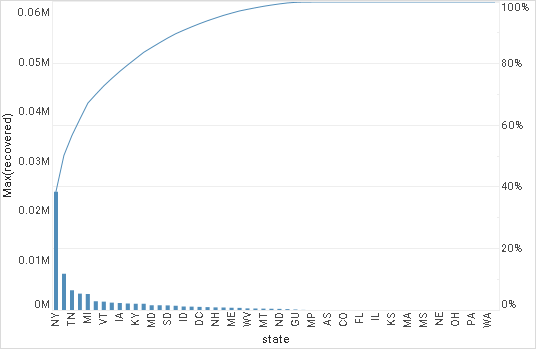 0.06M
0.05M
0.04M
0.03M
0.02M
0.01M
0M
Max(recovered)
100%
80%
60%
40%
20%
0%
NY TN MI VT IA KY MD SD ID DC NH ME WV MT ND GU MP AS CO FL IL KS MA MS NE OH PA WA
state